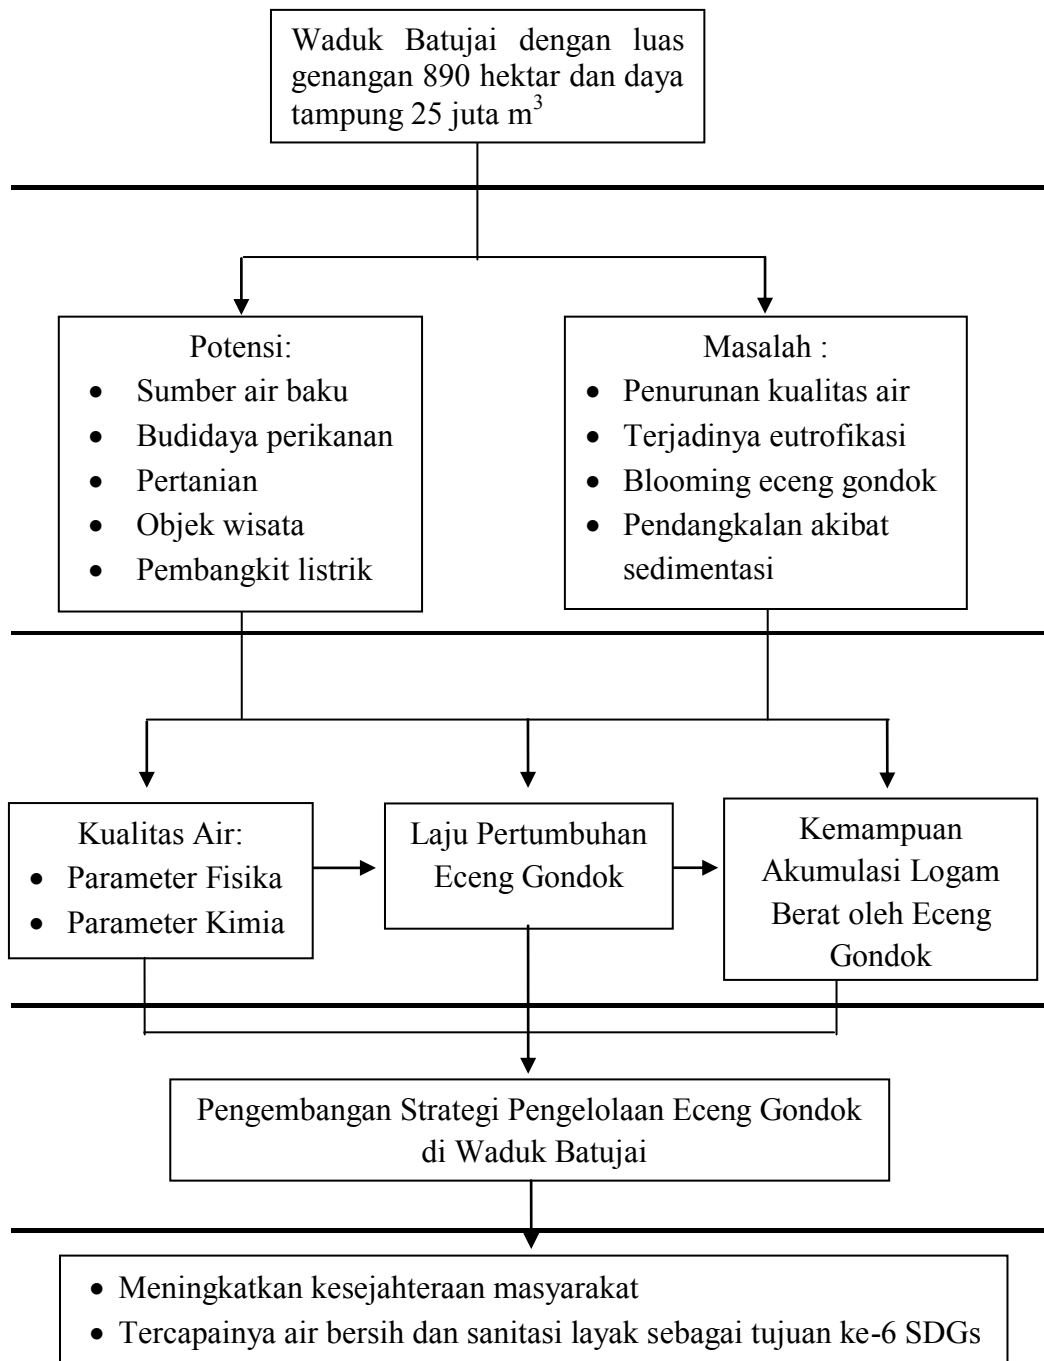 Waduk Batujai dengan luas
genangan 890 hektar dan daya
tampung 25 juta m³
Potensi:
• Sumber air baku
• Budidaya perikanan
• Pertanian
• Objek wisata
• Pembangkit listrik
Masalah :
• Penurunan kualitas air
• Terjadinya eutrofikasi
• Blooming eceng gondok
• Pendangkalan akibat
sedimentasi
Kualitas Air:
• Parameter Fisika
• Parameter Kimia
Laju Pertumbuhan
Eceng Gondok
Kemampuan
Akumulasi Logam
Berat oleh Eceng
Gondok
Pengembangan Strategi Pengelolaan Eceng Gondok
di Waduk Batujai
• Meningkatkan kesejahteraan masyarakat
• Tercapainya air bersih dan sanitasi layak sebagai tujuan ke-6 SDGs